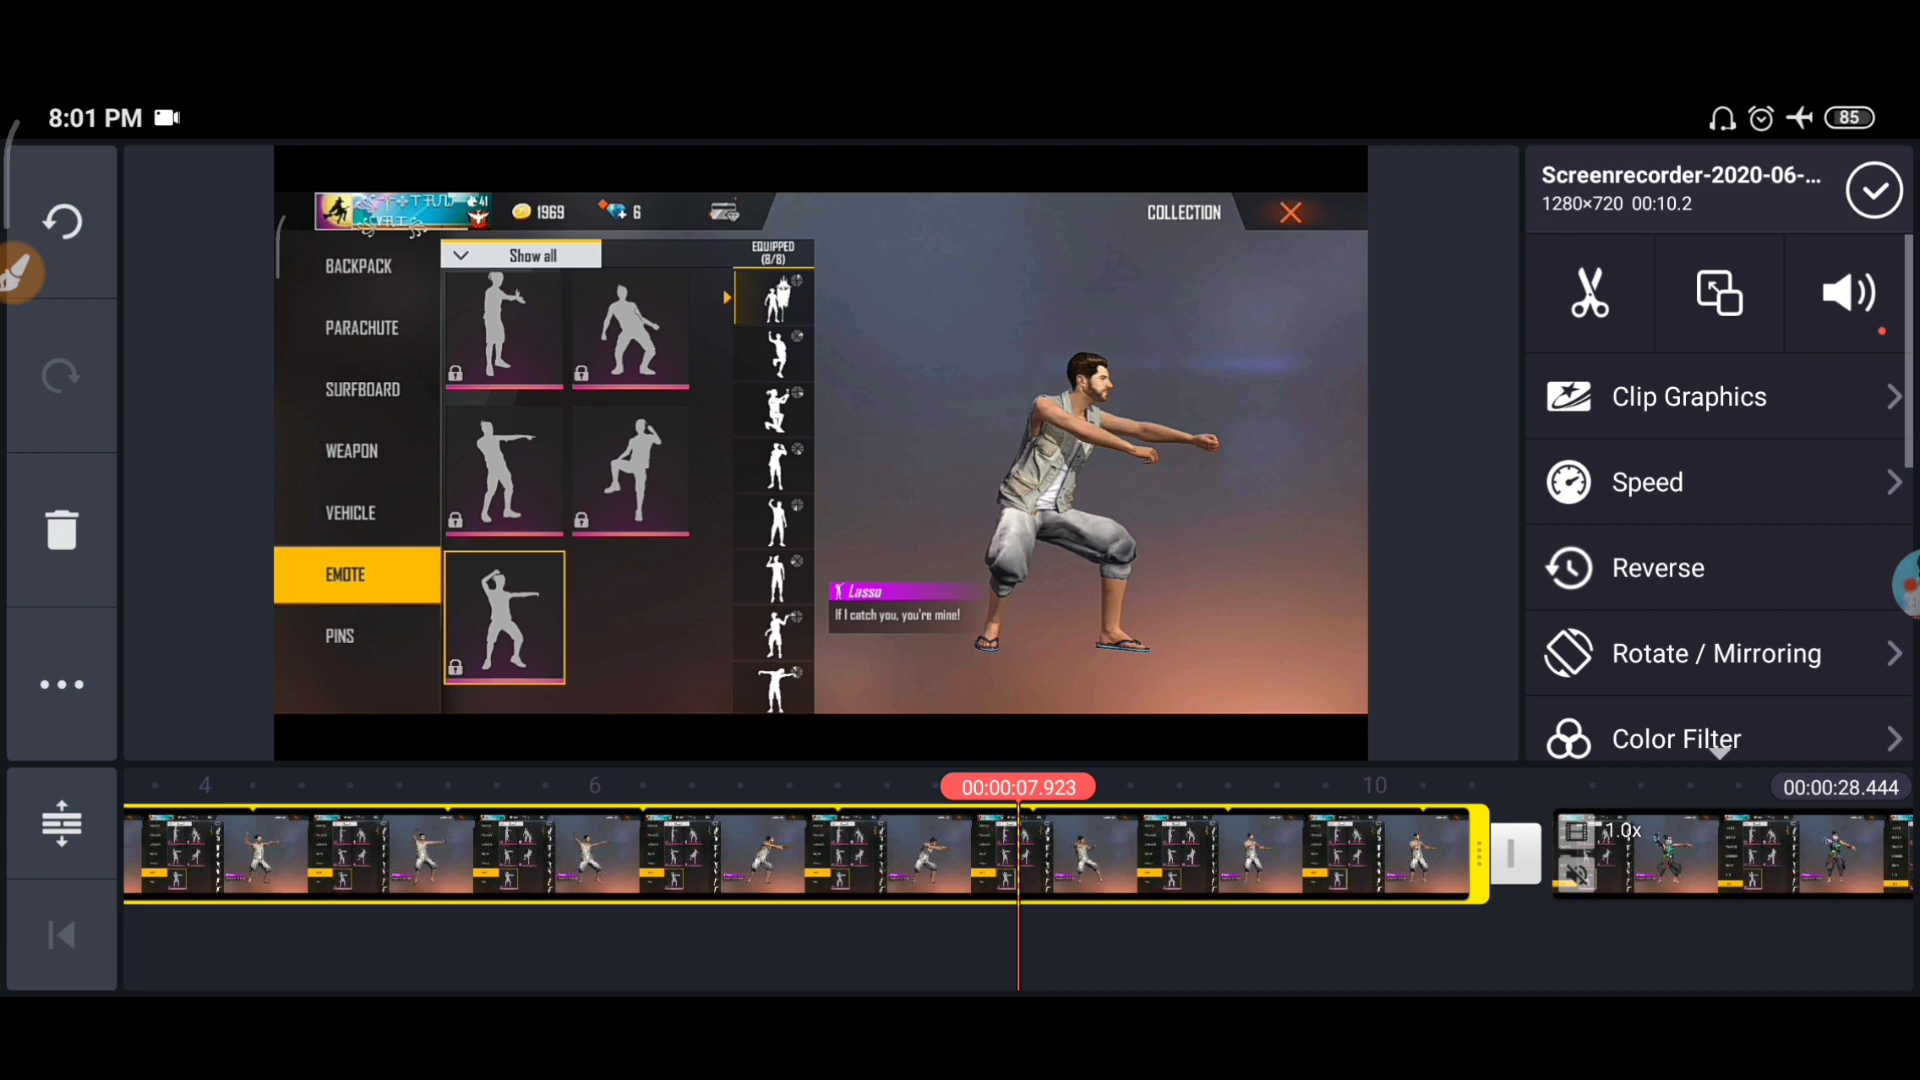 8:01 PM
85
Screenrecorder-2020-06-...
1280×720 00:10.2
41
1969
6
COLLECTION
BACKPACK
PARACHUTE
SURFBOARD
WEAPON
VEHICLE
EMOTE
PINS
Show all
EQUIPPED
(8/8)
Lasso
If I catch you, you're mine!
Clip Graphics
Speed
Reverse
Rotate / Mirroring
Color Filter
4
6
00:00:07.923
10
00:00:28.444
1.0x